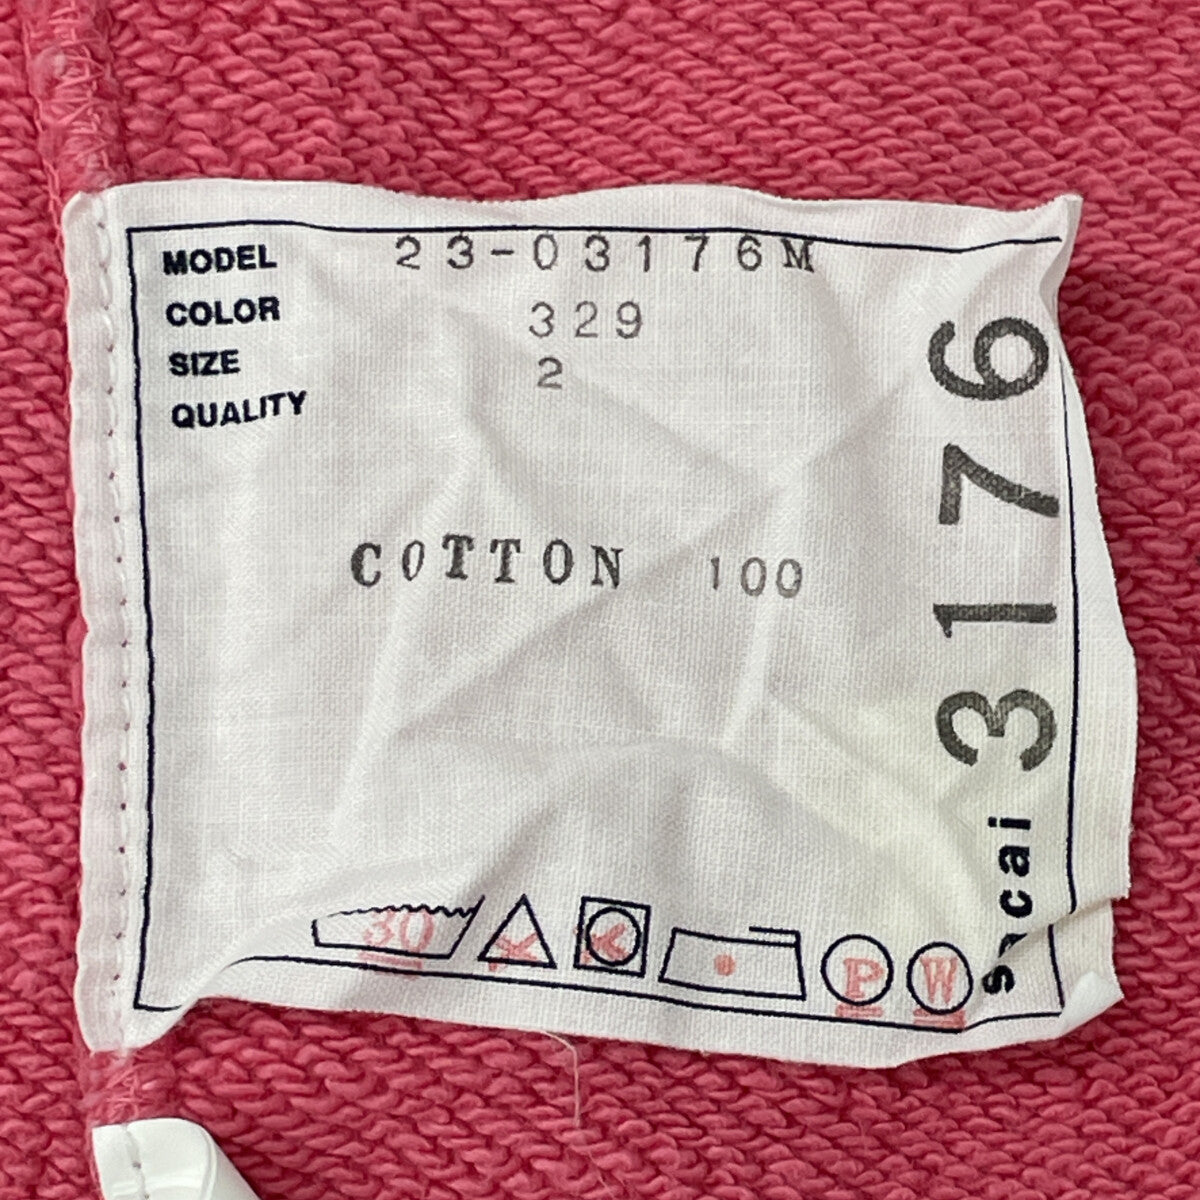 MODEL 23-03176M
COLOR 329
SIZE 2
QUALITY
COTTON 100
30
P
W
sacai 3176